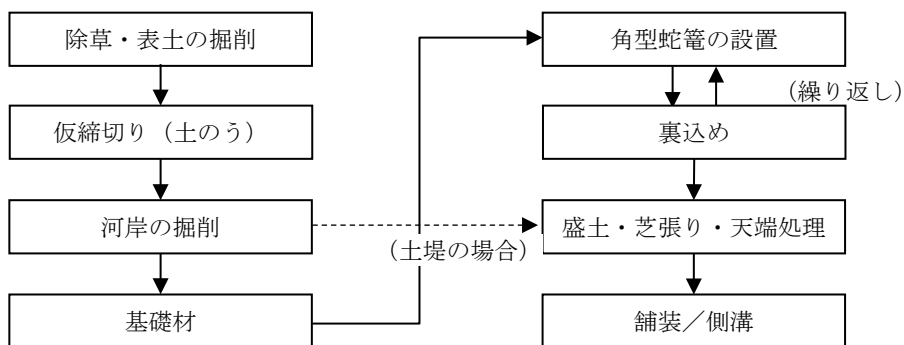 除草・表土の掘削
仮締切り（土のう）
河岸の掘削
（土堤の場合）
基礎材
角型蛇篭の設置
（繰り返し）
裏込め
盛土・芝張り・天端処理
舗装／側溝